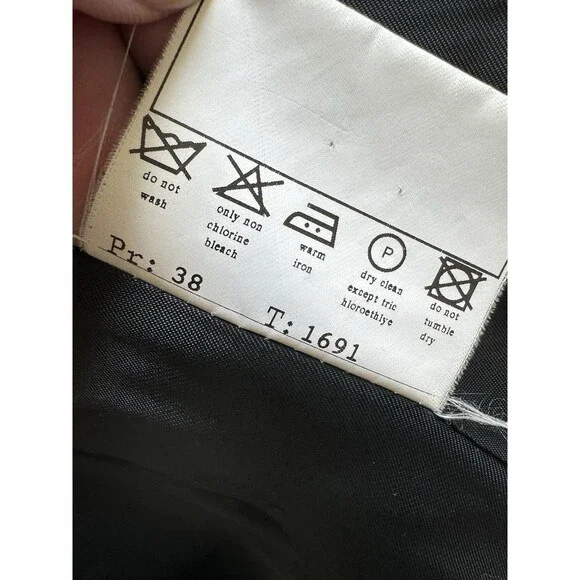 do not
wash
only non
chlorine
bleach
warm
iron
P
dry clean
except tric
hloroethlye
do not
tumble
dry
Pr: 38
T: 1691